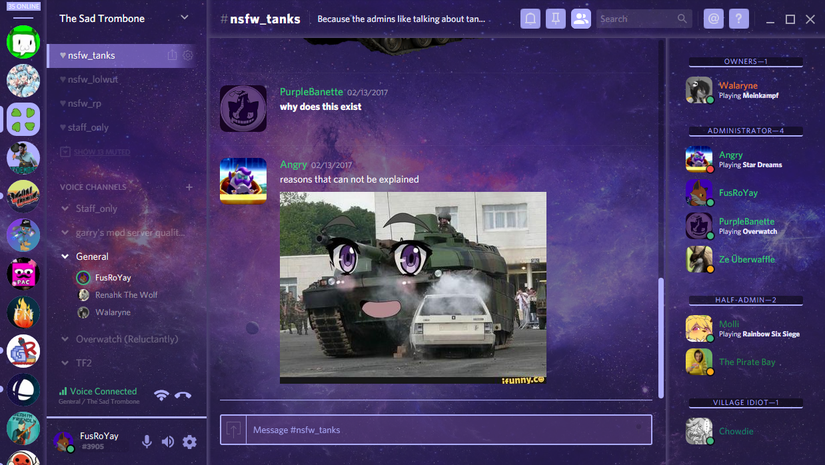 35 ONLINE
The Sad Trombone
#nsfw_tanks
Because the admins like talking about tan...
Search
@
?
nsfw_tanks
nsfw_lolwut
nsfw_rp
staff_only
SHOW 12 MUTED
VOICE CHANNELS
Staff_only
garry's mod server qualit...
General
FusRoYay
Renahk The Wolf
Walaryne
Overwatch (Reluctantly)
TF2
Voice Connected
General / The Sad Trombone
FusRoYay
#3905
PAC
PurpleBanette 02/13/2017
why does this exist
Angry 02/13/2017
reasons that can not be explained
ifunny.co
Message #nsfw_tanks
OWNERS—1
Walaryne
Playing Meinkampf
ADMINISTRATOR—4
Angry
Playing Star Dreams
FusRoYay
PurpleBanette
Playing Overwatch
Ze Überwaffle
HALF-ADMIN—2
Molli
Playing Rainbow Six Siege
The Pirate Bay
VILLAGE IDIOT—1
Chowdie